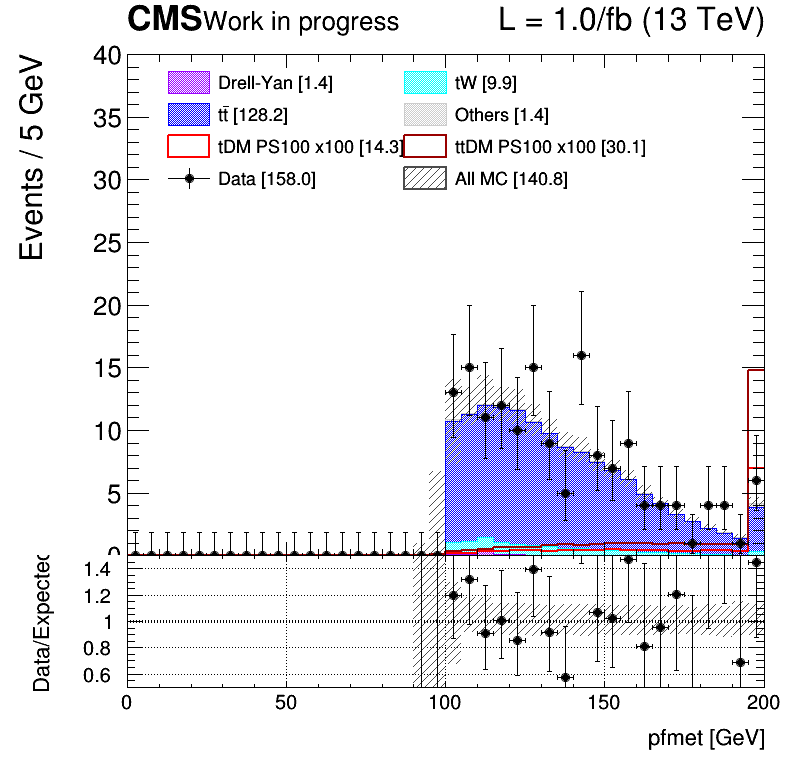 CMS Work in progress L = 1.0/fb (13 TeV)
Events / 5 GeV
40
35
30
25
20
15
10
5
0
Drell-Yan [1.4] tW [9.9]
tt̄ [128.2] Others [1.4]
tDM PS100 x100 [14.3] ttDM PS100 x100 [30.1]
Data [158.0] All MC [140.8]
Data/Expected
1.4
1.2
1
0.8
0.6
0 50 100 150 200
pfmet [GeV]